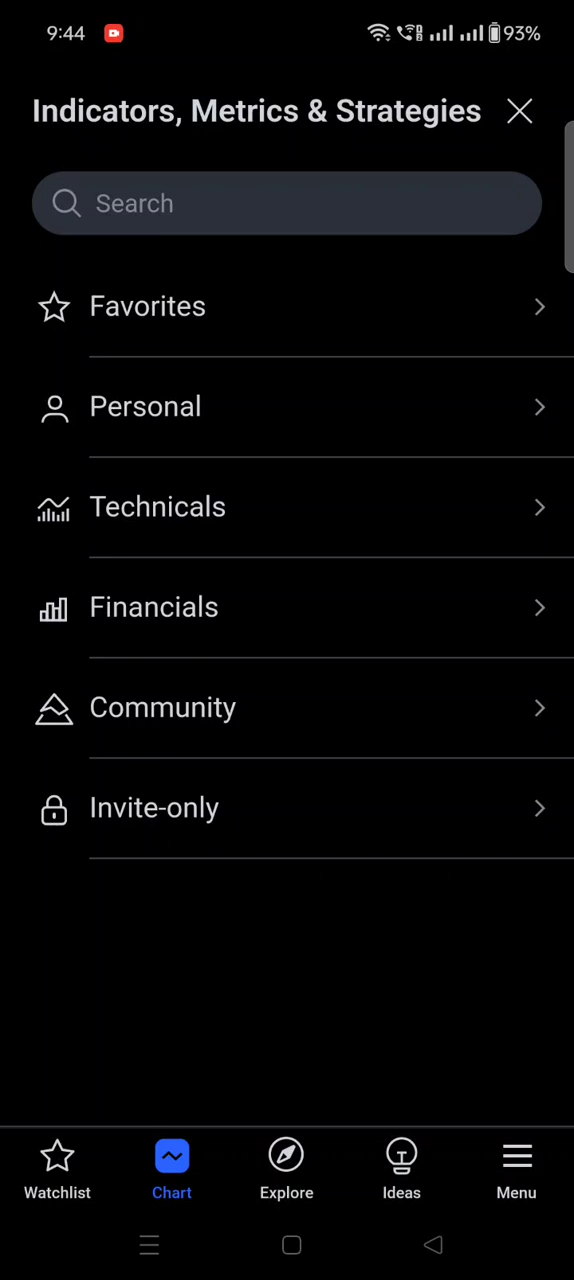 9:44
93%
Indicators, Metrics & Strategies
Search
Favorites
Personal
Technicals
Financials
Community
Invite-only
Watchlist
Chart
Explore
Ideas
Menu